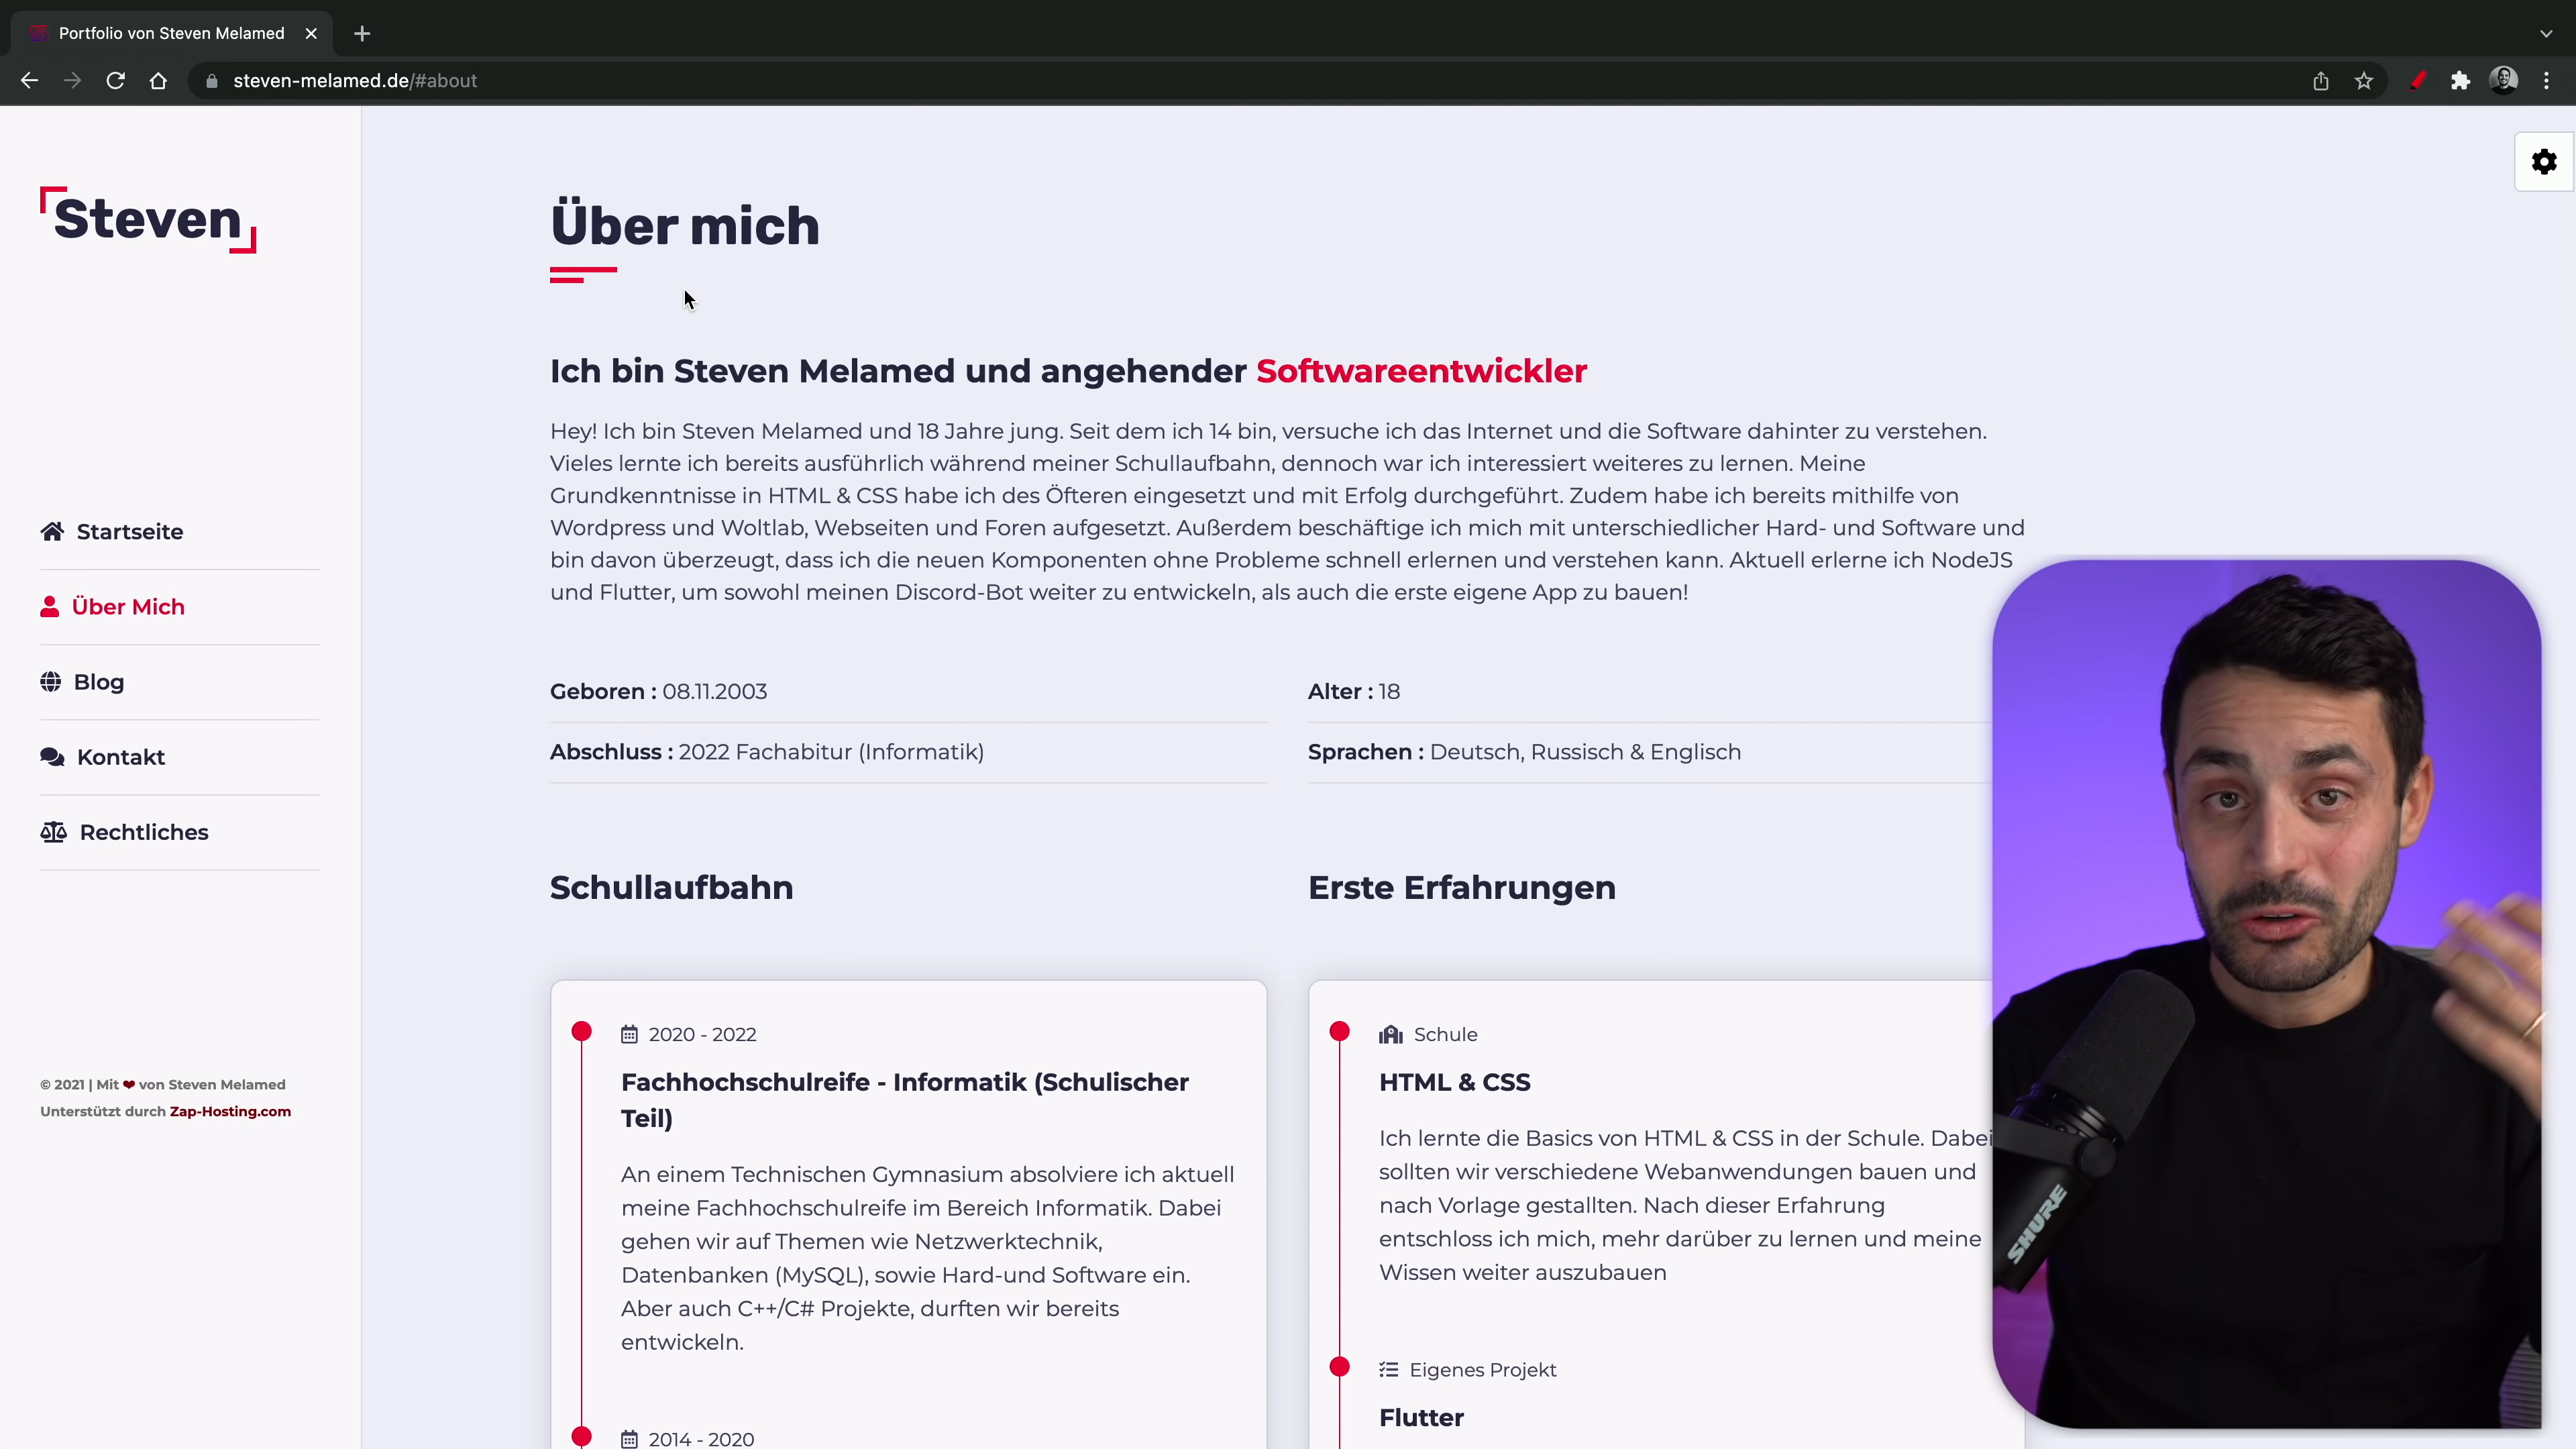 Portfolio von Steven Melamed
steven-melamed.de/#about
Steven
Startseite
Über Mich
Blog
Kontakt
Rechtliches
© 2021 | Mit ❤ von Steven Melamed
Unterstützt durch Zap-Hosting.com
Über mich
Ich bin Steven Melamed und angehender Softwareentwickler
Hey! Ich bin Steven Melamed und 18 Jahre jung. Seit dem ich 14 bin, versuche ich das Internet und die Software dahinter zu verstehen.
Vieles lernte ich bereits ausführlich während meiner Schullaufbahn, dennoch war ich interessiert weiteres zu lernen. Meine
Grundkenntnisse in HTML & CSS habe ich des Öfteren eingesetzt und mit Erfolg durchgeführt. Zudem habe ich bereits mithilfe von
Wordpress und Woltlab, Webseiten und Foren aufgesetzt. Außerdem beschäftige ich mich mit unterschiedlicher Hard- und Software und
bin davon überzeugt, dass ich die neuen Komponenten ohne Probleme schnell erlernen und verstehen kann. Aktuell erlerne ich NodeJS
und Flutter, um sowohl meinen Discord-Bot weiter zu entwickeln, als auch die erste eigene App zu bauen!
Geboren : 08.11.2003
Alter : 18
Abschluss : 2022 Fachabitur (Informatik)
Sprachen : Deutsch, Russisch & Englisch
Schullaufbahn
2020 - 2022
Fachhochschulreife - Informatik (Schulischer
Teil)
An einem Technischen Gymnasium absolviere ich aktuell
meine Fachhochschulreife im Bereich Informatik. Dabei
gehen wir auf Themen wie Netzwerktechnik,
Datenbanken (MySQL), sowie Hard-und Software ein.
Aber auch C++/C# Projekte, durften wir bereits
entwickeln.
2014 - 2020
Erste Erfahrungen
Schule
HTML & CSS
Ich lernte die Basics von HTML & CSS in der Schule. Dabei
sollten wir verschiedene Webanwendungen bauen und
nach Vorlage gestallten. Nach dieser Erfahrung
entschloss ich mich, mehr darüber zu lernen und meine
Wissen weiter auszubauen
Eigenes Projekt
Flutter
SHURE